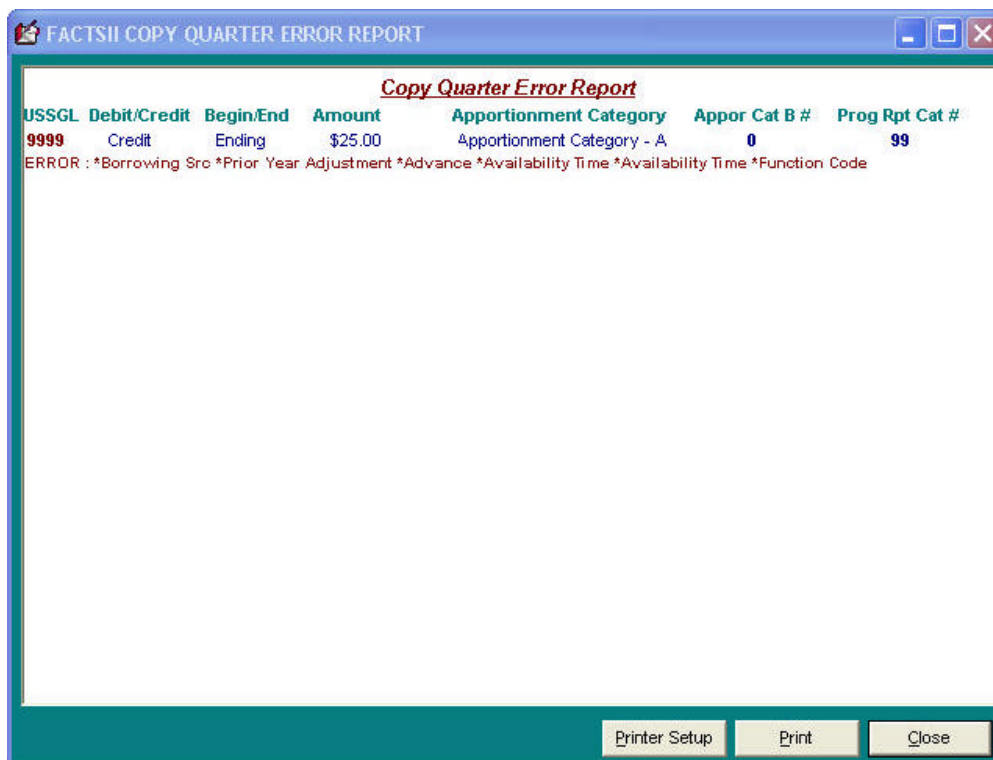 FACTSII COPY QUARTER ERROR REPORT
Copy Quarter Error Report
USSGL Debit/Credit Begin/End Amount Apportionment Category Appor Cat B # Prog Rpt Cat #
9999 Credit Ending $25.00 Apportionment Category - A 0 99
ERROR : *Borrowing Src *Prior Year Adjustment *Advance *Availability Time *Availability Time *Function Code
Printer Setup Print Close